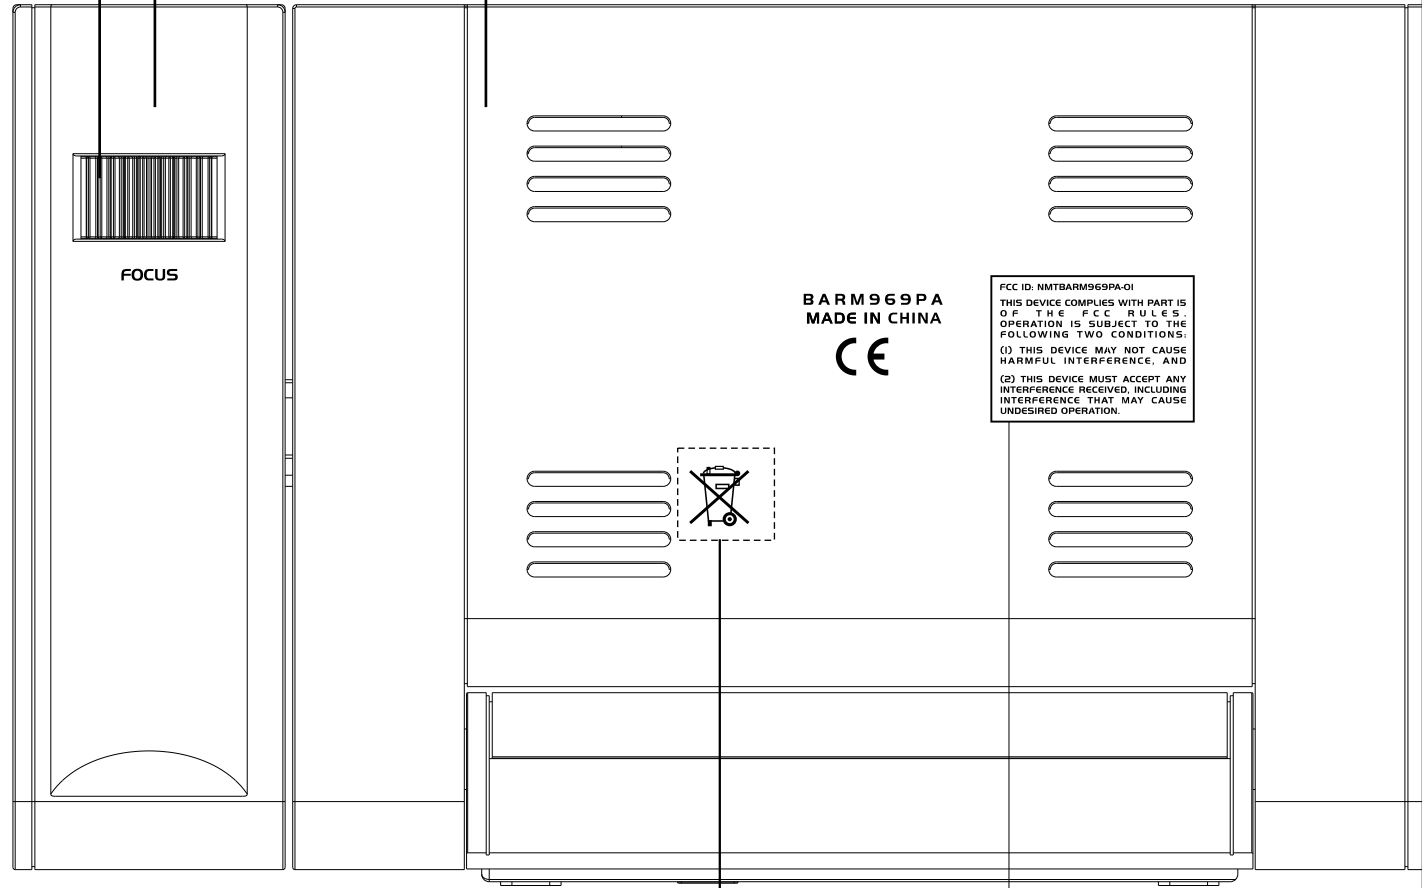 FOCUS
BARM969PA
MADE IN CHINA
CE
FCC ID: NMTBARM969PA-01
THIS DEVICE COMPLIES WITH PART 15
OF THE FCC RULES.
OPERATION IS SUBJECT TO THE
FOLLOWING TWO CONDITIONS:
(1) THIS DEVICE MAY NOT CAUSE
HARMFUL INTERFERENCE, AND
(2) THIS DEVICE MUST ACCEPT ANY
INTERFERENCE RECEIVED, INCLUDING
INTERFERENCE THAT MAY CAUSE
UNDESIRED OPERATION.